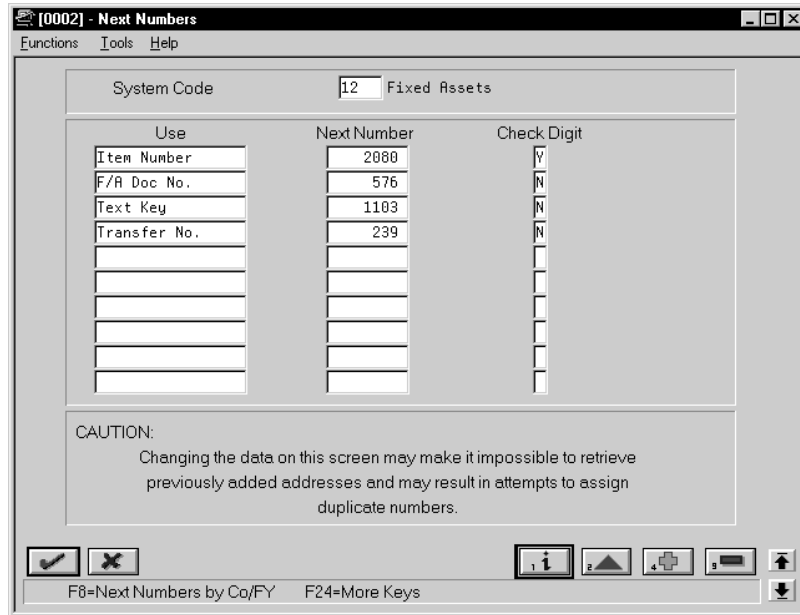 [0002] - Next Numbers
Functions Tools Help
System Code 12 Fixed Assets
Use Next Number Check Digit
Item Number 2080 Y
F/A Doc No. 576 N
Text Key 1103 N
Transfer No. 239 N
CAUTION:
Changing the data on this screen may make it impossible to retrieve
previously added addresses and may result in attempts to assign
duplicate numbers.
1 i 2 4 9
F8=Next Numbers by Co/FY F24=More Keys